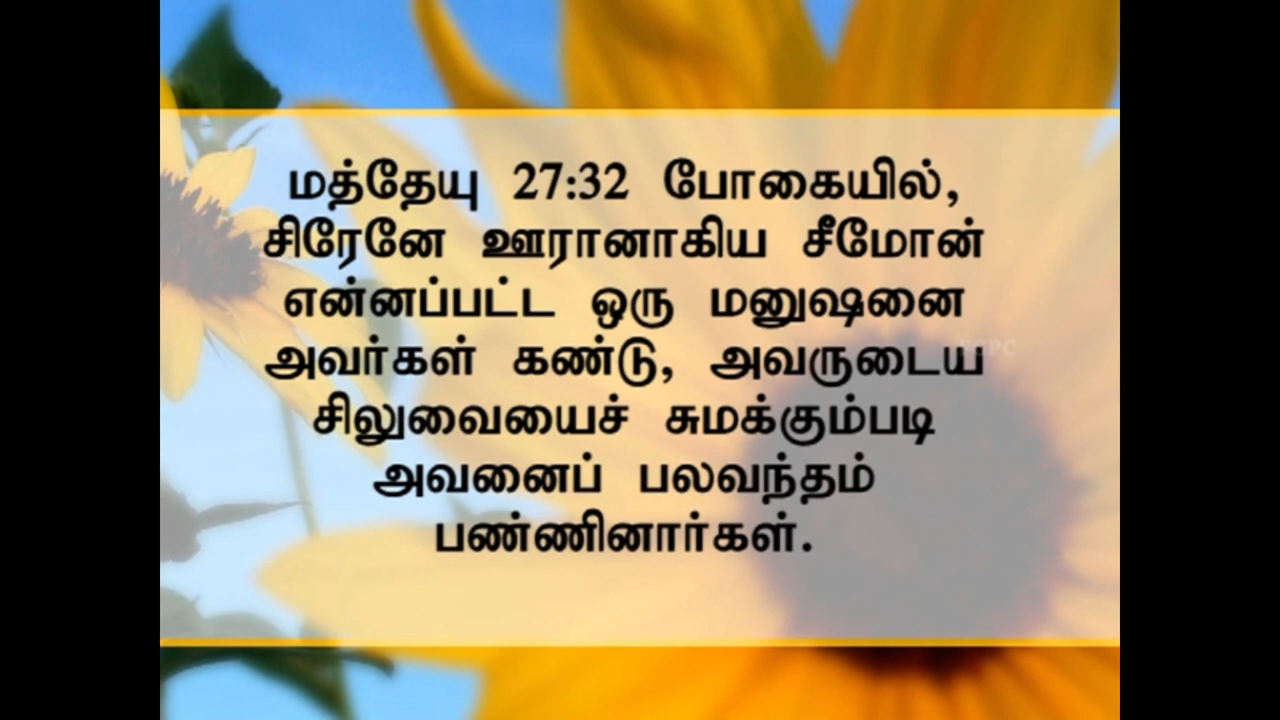 மத்தேயு 27:32 போகையில்,
சிரேனே ஊரானாகிய சீமோன்
என்னப்பட்ட ஒரு மனுஷனை
அவர்கள் கண்டு, அவருடைய
சிலுவையைச் சுமக்கும்படி
அவனைப் பலவந்தம்
பண்ணினார்கள்.